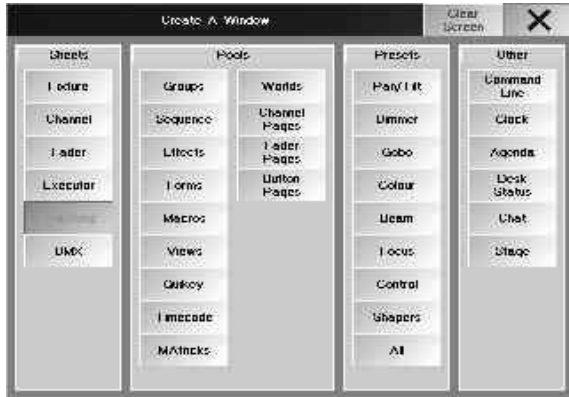 Create A Window
Clear
Screen
Sheets
Fixture
Channel
Fader
Executor
DMX
Pools
Groups
Sequence
Effects
Forms
Macros
Views
Quikey
Timecode
MAtricks
Worlds
Channel
Pages
Fader
Pages
Button
Pages
Presets
Pan/Tilt
Dimmer
Gobo
Colour
Beam
Focus
Control
Shapers
All
Other
Command
Line
Clock
Agenda
Desk
Status
Chat
Stage